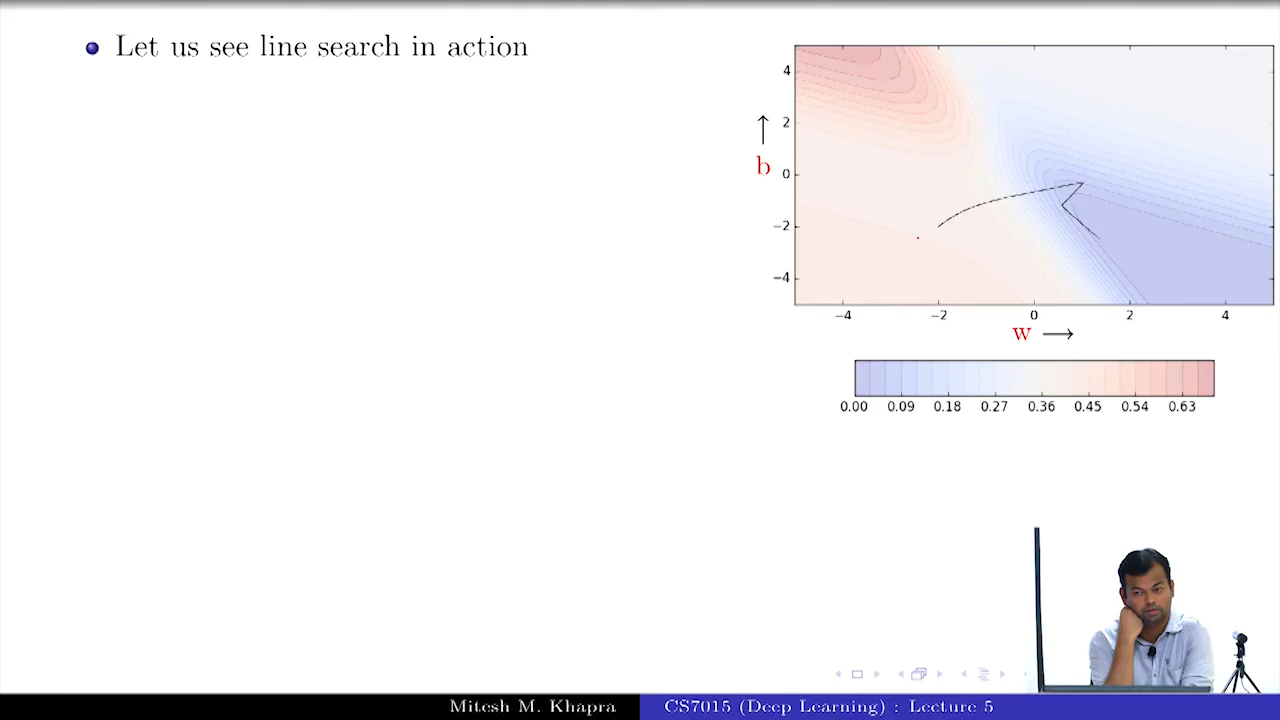 Let us see line search in action
4
2
0
−2
−4
↑
b
−4 −2 0 2 4
w →
0.00 0.09 0.18 0.27 0.36 0.45 0.54 0.63
Mitesh M. Khapra CS7015 (Deep Learning) : Lecture 5